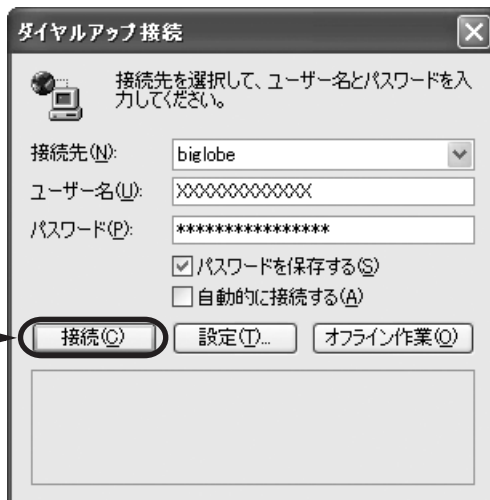 ダイヤルアップ接続
接続先を選択して、ユーザー名とパスワードを入
力してください。
接続先(N): biglobe
ユーザー名(U): XXXXXXXXXXXXX
パスワード(P): ****************
パスワードを保存する(S)
自動的に接続する(A)
接続(C) 設定(T)... オフライン作業(O)